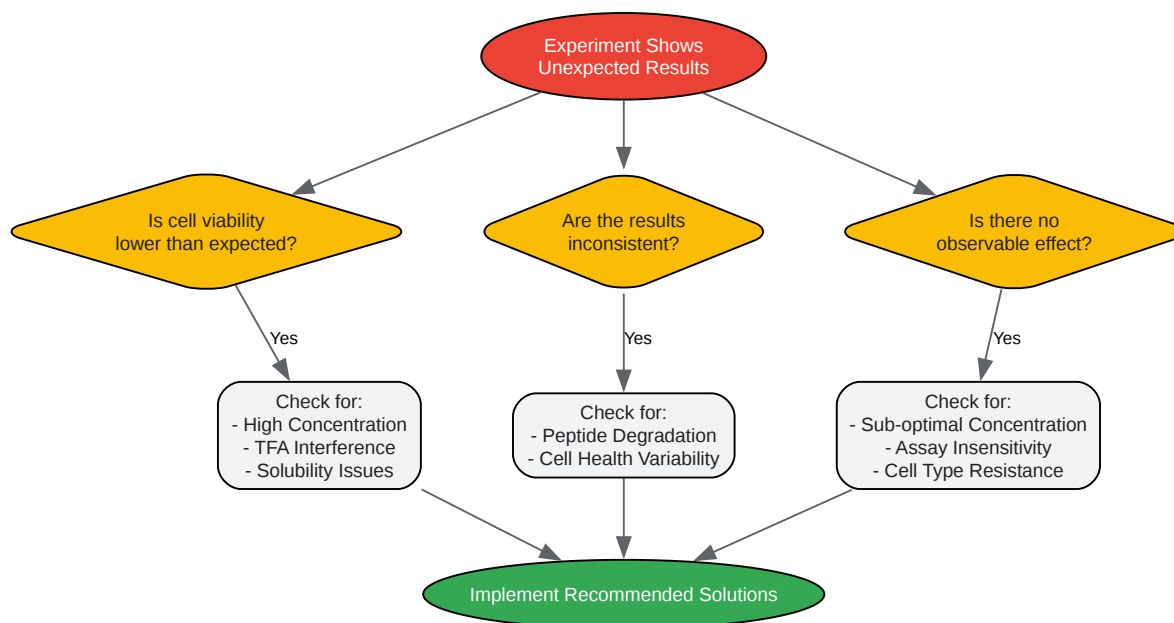 Experiment Shows
Unexpected Results
Is cell viability
lower than expected?
Are the results
inconsistent?
Is there no
observable effect?
Yes
Yes
Yes
Check for:
- High Concentration
- TFA Interference
- Solubility Issues
Check for:
- Peptide Degradation
- Cell Health Variability
Check for:
- Sub-optimal Concentration
- Assay Insensitivity
- Cell Type Resistance
Implement Recommended Solutions